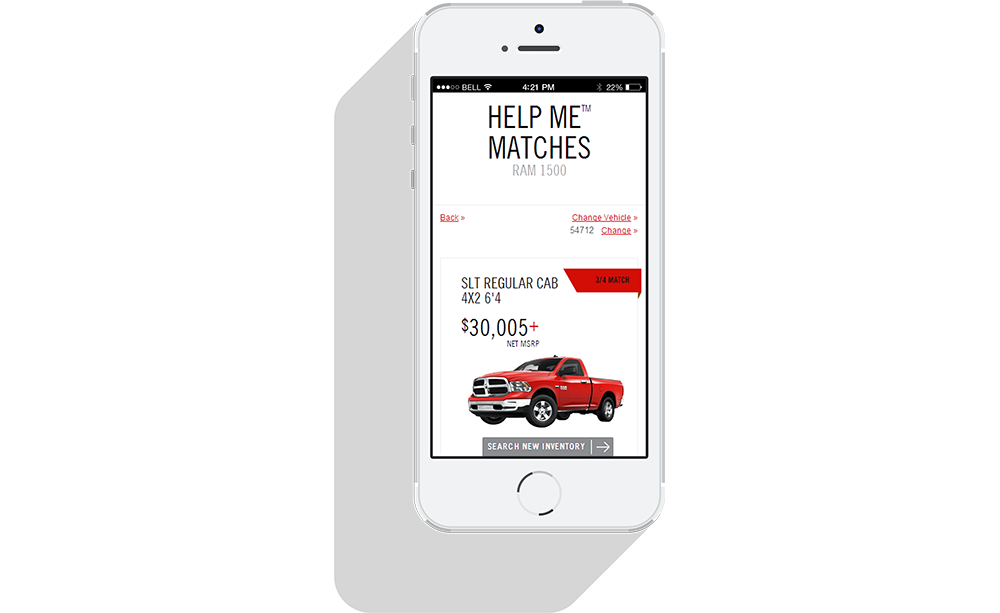 BELL 4:21 PM 22%
HELP ME™
MATCHES
RAM 1500
Back » Change Vehicle »
54712 Change »
SLT REGULAR CAB 3/4 MATCH
4X2 6'4
$30,005+
NET MSRP
SEARCH NEW INVENTORY